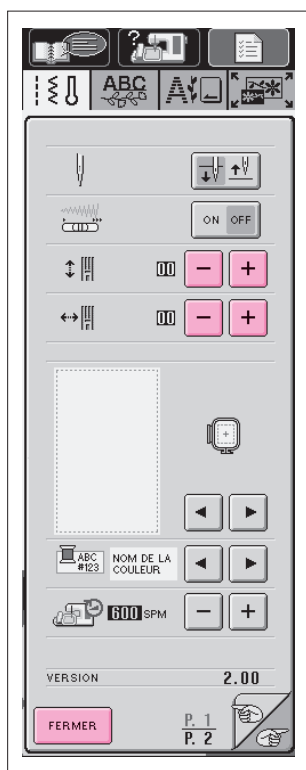 ABC
A
ON OFF
00 − +
00 − +
ABC
#123
NOM DE LA
COULEUR
600 SPM − +
VERSION 2.00
FERMER
P. 1
P. 2